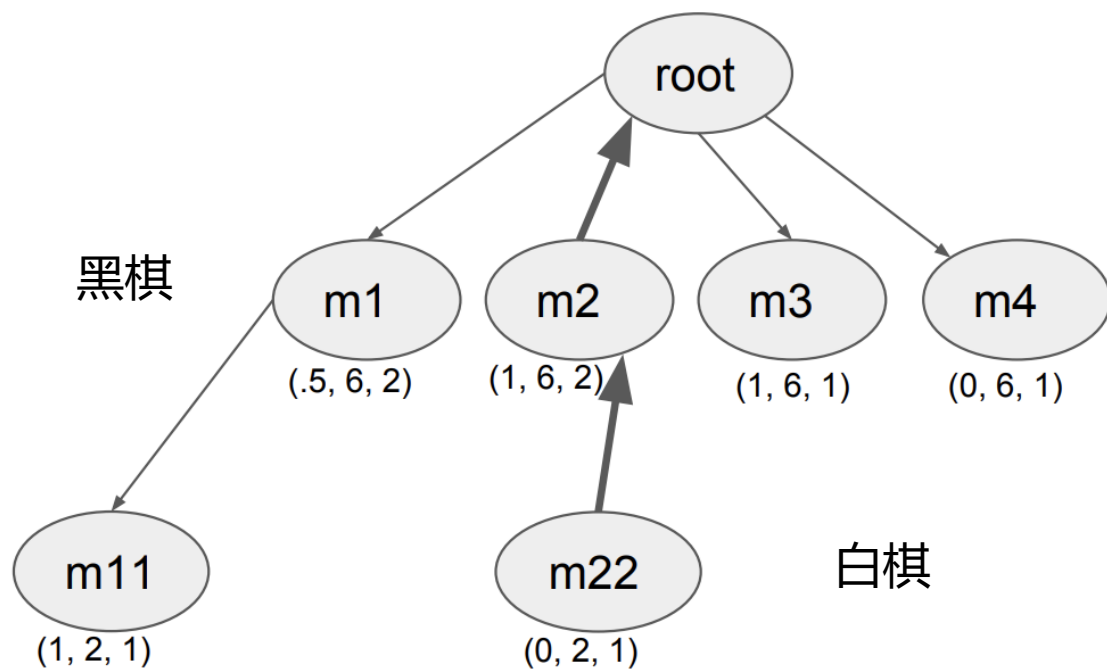 root
黑棋
m1
m2
m3
m4
(.5, 6, 2)
(1, 6, 2)
(1, 6, 1)
(0, 6, 1)
m11
m22
白棋
(1, 2, 1)
(0, 2, 1)